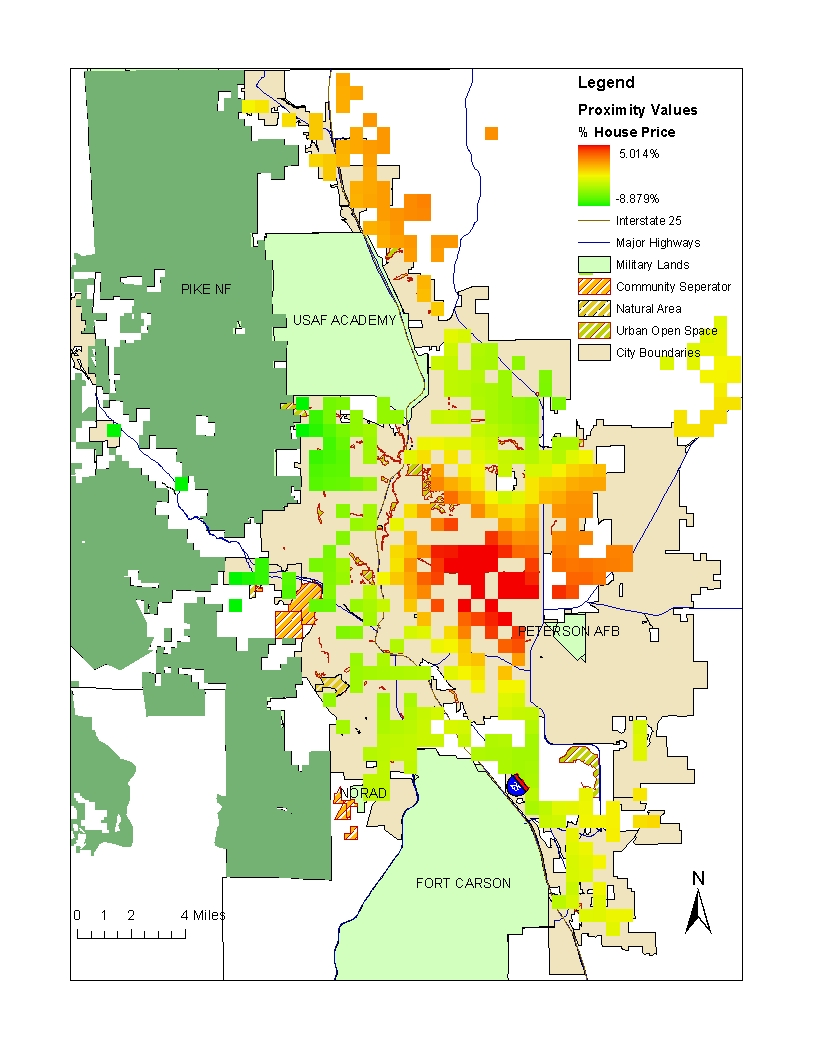 Legend
Proximity Values
% House Price
5.014%
-8.879%
Interstate 25
Major Highways
Military Lands
Community Seperator
Natural Area
Urban Open Space
City Boundaries
PIKE NF
USAF ACADEMY
PETERSON AFB
NORAD
FORT CARSON
N
0 1 2 4 Miles